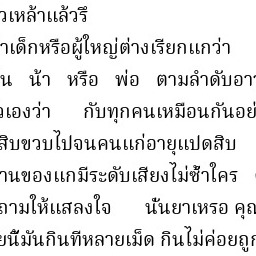 วเหล้าแล้วรึ
าเด็กหรือผู้ใหญ่ต่างเรียกแกว่า
น น้า หรือ พ่อ ตามลำดับอา
วเองว่า กับทุกคนเหมือนกันอย่
สิบขวบไปจนคนแก่อายุแปดสิบ
านของแกมีระดับเสียงไม่ซ้ำใคร
ถามให้แสลงใจ นั่นยาเหรอ คุณ
ยนี้มันกินทีหลายเม็ด กินไม่ค่อยถูก